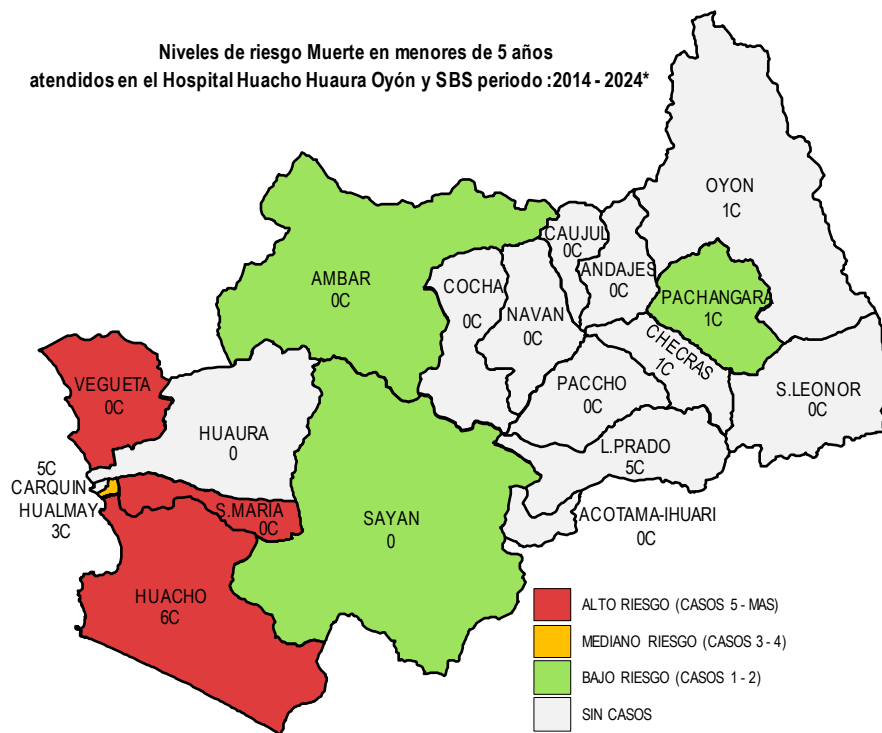 Niveles de riesgo Muerte en menores de 5 años
atendidos en el Hospital Huacho Huaura Oyón y SBS periodo :2014 - 2024*
OYON
1C
CAUJUL
0C
ANDAJES
0C
AMBAR
0C
COCHA
0C
NAVAN
0C
PACHANGARA
1C
CHECRAS
1C
VEGUETA
0C
PACCHO
0C
S.LEONOR
0C
HUAURA
0
L.PRADO
5C
5C
CARQUIN
HUALMAY
3C
S.MARIA
0C
SAYAN
0
ACOTAMA-IHUARI
0C
HUACHO
6C
ALTO RIESGO (CASOS 5 - MAS)
MEDIANO RIESGO (CASOS 3 - 4)
BAJO RIESGO (CASOS 1 - 2)
SIN CASOS